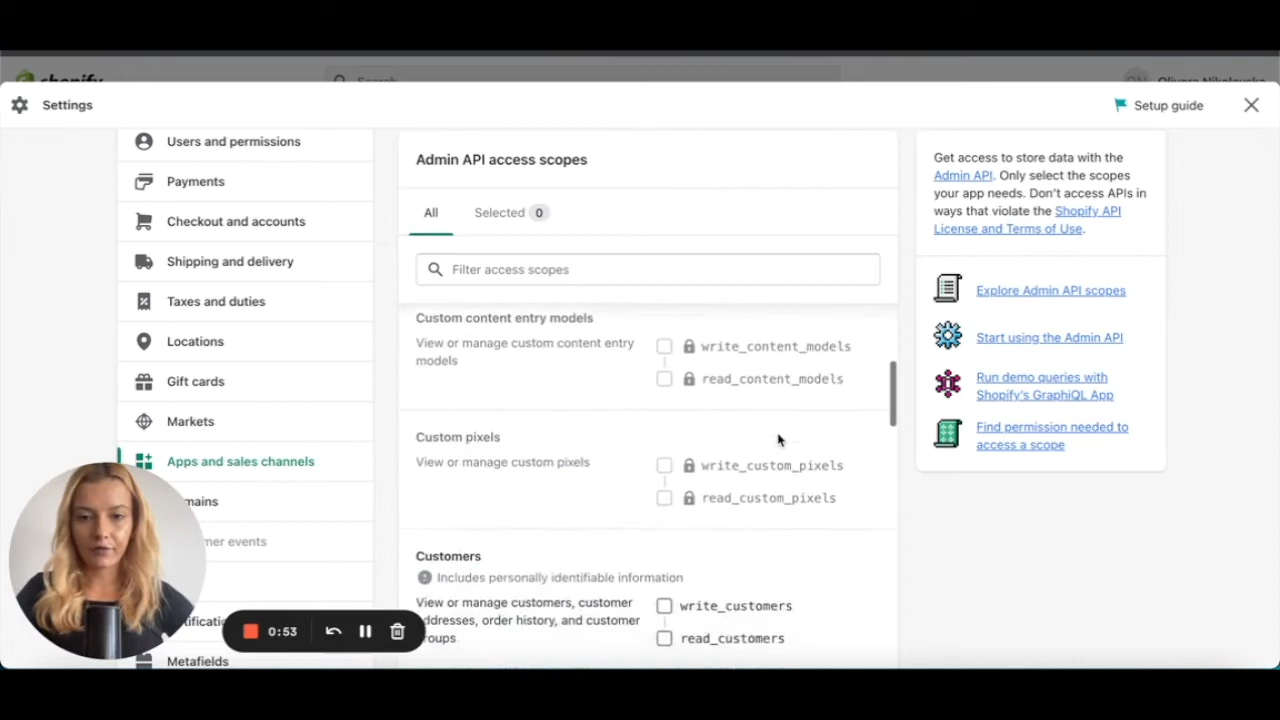 shopify
Search
Olivera Nikolovska
Settings
Setup guide
Users and permissions
Payments
Checkout and accounts
Shipping and delivery
Taxes and duties
Locations
Gift cards
Markets
Apps and sales channels
mains
mer events
tificatio
Metafields
0:53
Admin API access scopes
All
Selected 0
Filter access scopes
Custom content entry models
View or manage custom content entry
models
write_content_models
read_content_models
Custom pixels
View or manage custom pixels
write_custom_pixels
read_custom_pixels
Customers
Includes personally identifiable information
View or manage customers, customer
addresses, order history, and customer
groups
write_customers
read_customers
Get access to store data with the
Admin API. Only select the scopes
your app needs. Don't access APIs in
ways that violate the Shopify API
License and Terms of Use.
Explore Admin API scopes
Start using the Admin API
Run demo queries with
Shopify's GraphiQL App
Find permission needed to
access a scope